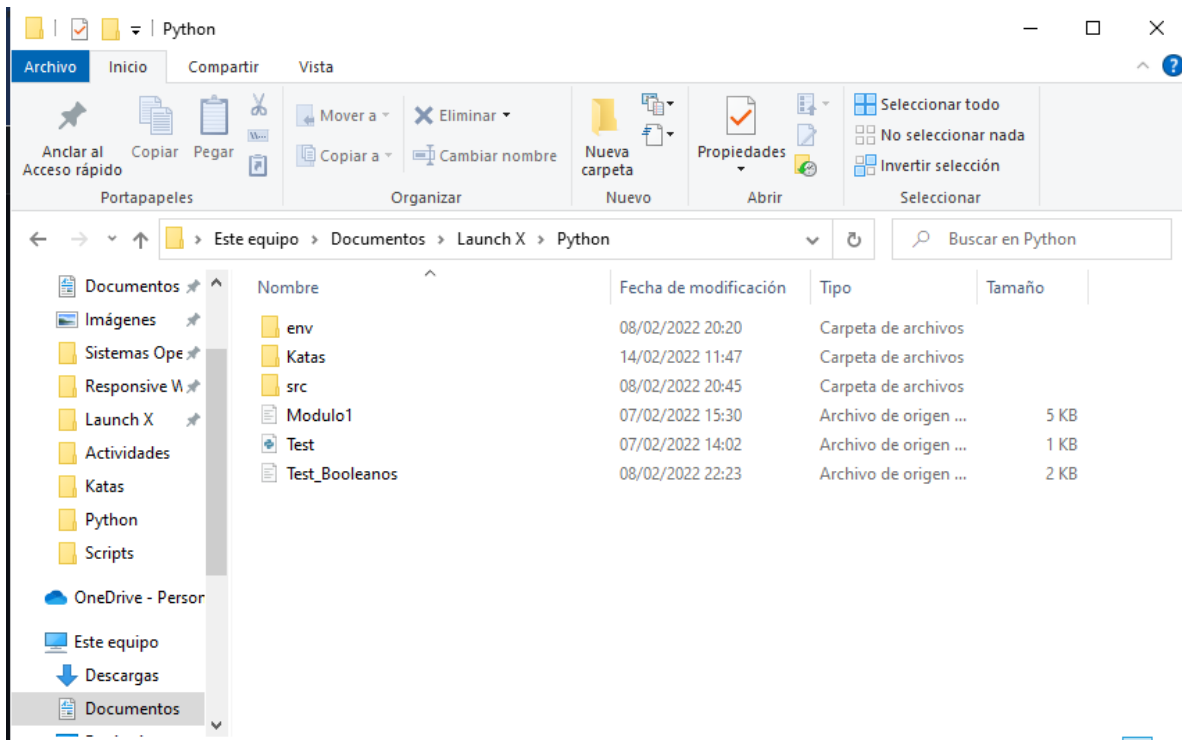 Python
Archivo Inicio Compartir Vista
Anclar al Acceso rápido
Copiar
Pegar
Mover a
Copiar a
Eliminar
Cambiar nombre
Nueva carpeta
Propiedades
Seleccionar todo
No seleccionar nada
Invertir selección
Portapapeles Organizar Nuevo Abrir Seleccionar
Este equipo > Documentos > Launch X > Python
Buscar en Python
Documentos
Imágenes
Sistemas Ope
Responsive W
Launch X
Actividades
Katas
Python
Scripts
OneDrive - Person
Este equipo
Descargas
Documentos
Nombre Fecha de modificación Tipo Tamaño
env 08/02/2022 20:20 Carpeta de archivos
Katas 14/02/2022 11:47 Carpeta de archivos
src 08/02/2022 20:45 Carpeta de archivos
Modulo1 07/02/2022 15:30 Archivo de origen ... 5 KB
Test 07/02/2022 14:02 Archivo de origen ... 1 KB
Test_Booleanos 08/02/2022 22:23 Archivo de origen ... 2 KB